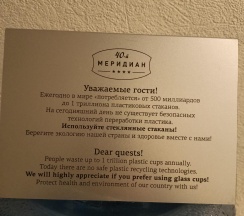 40-й
МЕРИДИАН
★★★★
Уважаемые гости!
Ежегодно в мире «потребляется» от 500 миллиардов
до 1 триллиона пластиковых стаканов.
На сегодняшний день не существует безопасных
технологий переработки пластика.
Используйте стеклянные стаканы!
Берегите экологию нашей страны и здоровье вместе с нами!
Dear quests!
People waste up to 1 trillion plastic cups annually.
Today there are no safe plastic recycling technologies.
We will highly appreciate if you prefer using glass cups!
Protect health and environment of our country with us!